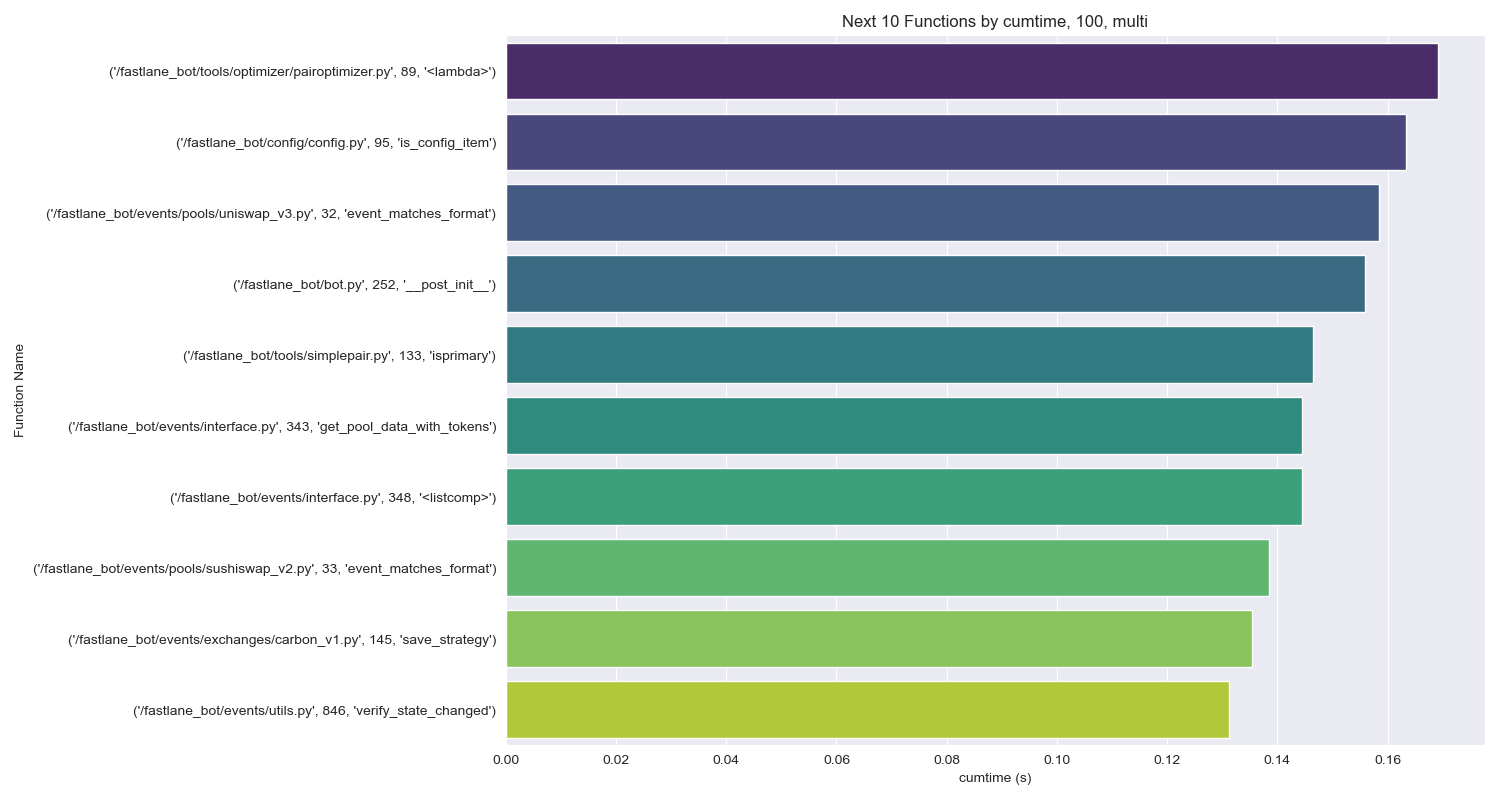 Next 10 Functions by cumtime, 100, multi
('/fastlane_bot/tools/optimizer/pairoptimizer.py', 89, '<lambda>')
('/fastlane_bot/config/config.py', 95, 'is_config_item')
('/fastlane_bot/events/pools/uniswap_v3.py', 32, 'event_matches_format')
('/fastlane_bot/bot.py', 252, '__post_init__')
('/fastlane_bot/tools/simplepair.py', 133, 'isprimary')
('/fastlane_bot/events/interface.py', 343, 'get_pool_data_with_tokens')
('/fastlane_bot/events/interface.py', 348, '<listcomp>')
('/fastlane_bot/events/pools/sushiswap_v2.py', 33, 'event_matches_format')
('/fastlane_bot/events/exchanges/carbon_v1.py', 145, 'save_strategy')
('/fastlane_bot/events/utils.py', 846, 'verify_state_changed')
Function Name
0.00 0.02 0.04 0.06 0.08 0.10 0.12 0.14 0.16
cumtime (s)